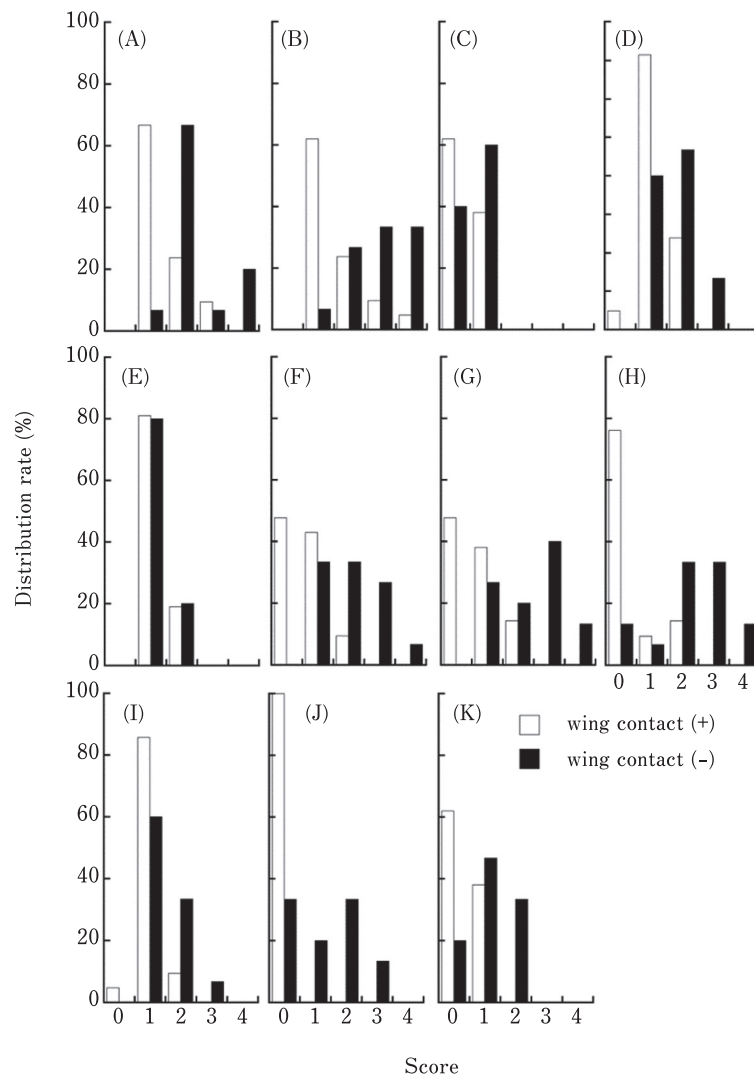 100
80
60
40
20
0
(A)
(B)
(C)
(D)
100
80
60
40
20
0
(E)
(F)
(G)
(H)
0 1 2 3 4
Distribution rate (%)
100
80
60
40
20
0
(I)
(J)
(K)
wing contact (+)
wing contact (-)
0 1 2 3 4
0 1 2 3 4
0 1 2 3 4
Score